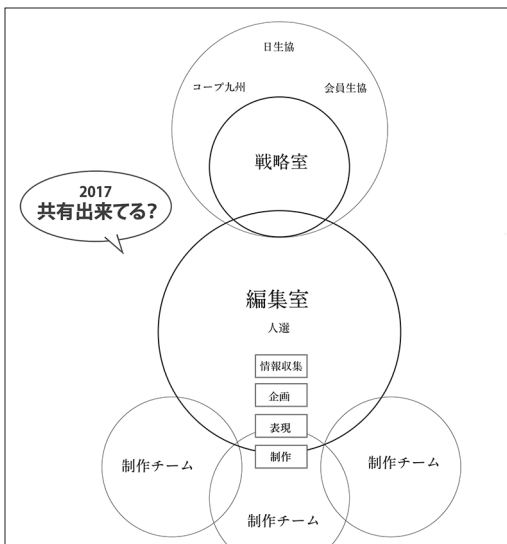 日生協
コープ九州
会員生協
戦略室
2017
共有出来てる?
編集室
人選
情報収集
企画
表現
制作
制作チーム
制作チーム
制作チーム